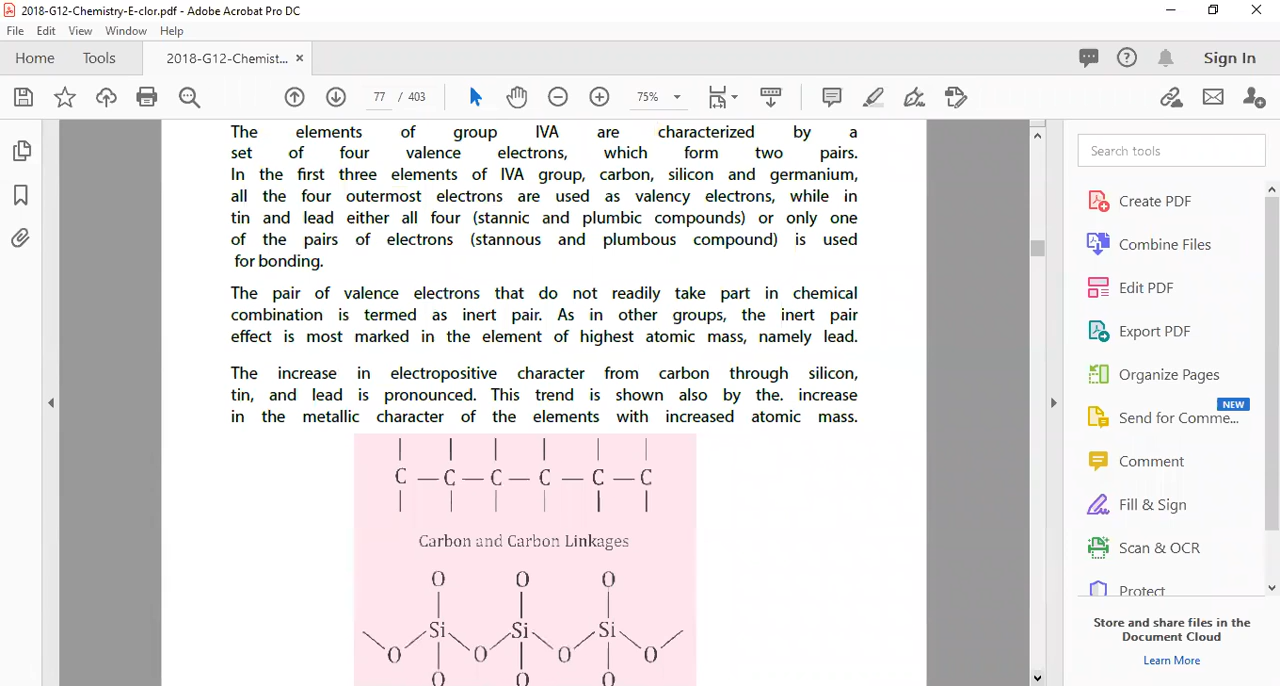 2018-G12-Chemistry-E-clor.pdf - Adobe Acrobat Pro DC
File Edit View Window Help
Home Tools 2018-G12-Chemist... × Sign In
77 / 403 75%
The elements of group IVA are characterized by a
set of four valence electrons, which form two pairs.
In the first three elements of IVA group, carbon, silicon and germanium,
all the four outermost electrons are used as valency electrons, while in
tin and lead either all four (stannic and plumbic compounds) or only one
of the pairs of electrons (stannous and plumbous compound) is used
for bonding.
The pair of valence electrons that do not readily take part in chemical
combination is termed as inert pair. As in other groups, the inert pair
effect is most marked in the element of highest atomic mass, namely lead.
The increase in electropositive character from carbon through silicon,
tin, and lead is pronounced. This trend is shown also by the. increase
in the metallic character of the elements with increased atomic mass.
C — C — C — C — C — C
Carbon and Carbon Linkages
O O O
Si Si Si
O O O O
O O O
Search tools
Create PDF
Combine Files
Edit PDF
Export PDF
Organize Pages
NEW
Send for Comme...
Comment
Fill & Sign
Scan & OCR
Protect
Store and share files in the
Document Cloud
Learn More